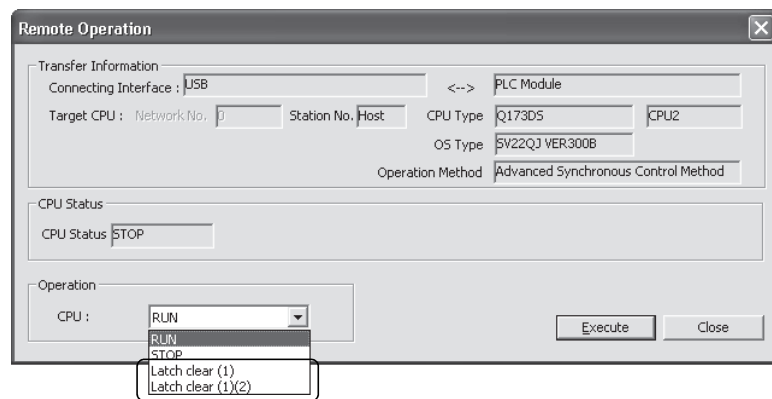 Remote Operation
Transfer Information
Connecting Interface : USB <--> PLC Module
Target CPU : Network No. 0 Station No. Host CPU Type Q173DS CPU2
OS Type SV22QJ VER300B
Operation Method Advanced Synchronous Control Method
CPU Status
CPU Status STOP
Operation
CPU : RUN
RUN
STOP
Latch clear (1)
Latch clear (1)(2)
Execute Close